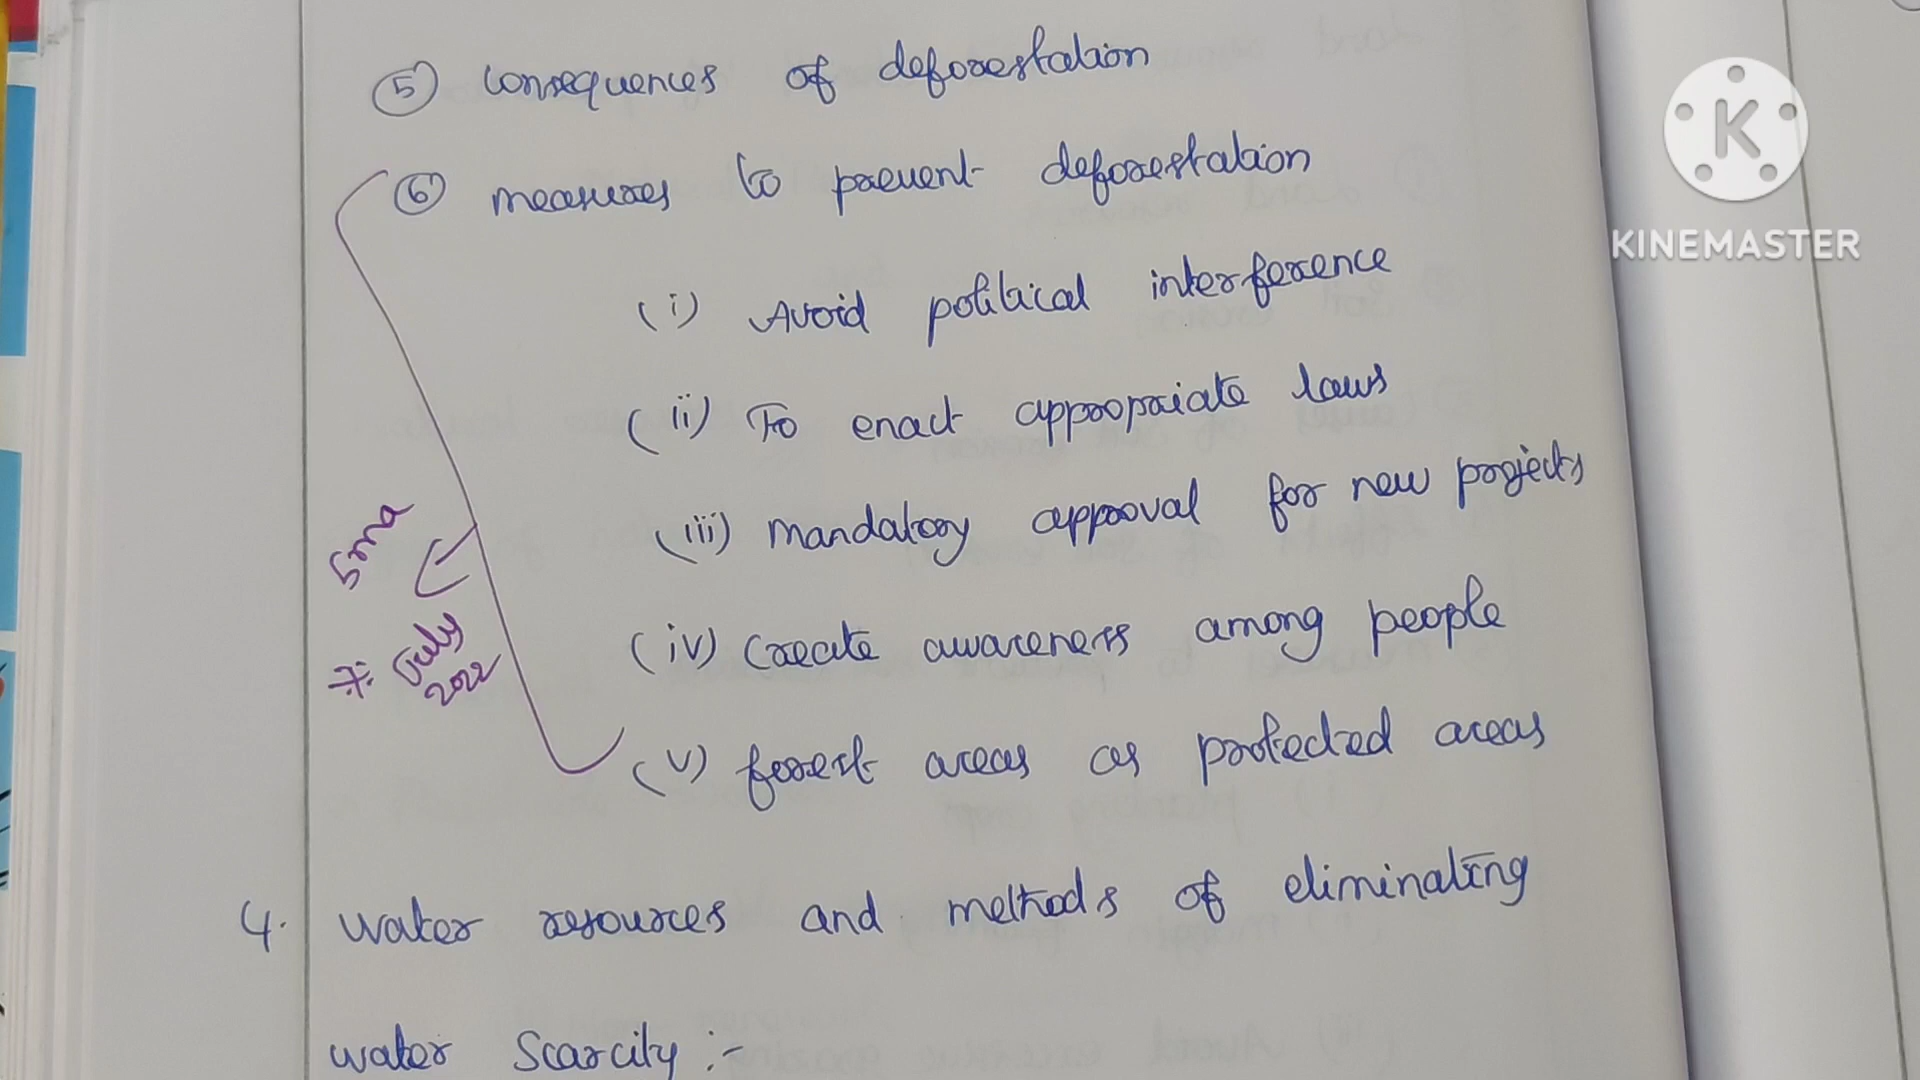 ⑤ consequences of deforestation
⑥ measures to prevent deforestation
(i) Avoid political interference
(ii) To enact appropriate laws
(iii) Mandatory approval for new projects
(iv) Create awareness among people
(v) forest areas as protected areas
5ma
July
2022
4. Water resources and methods of eliminating
water Scarcity :-
K
KINEMASTER